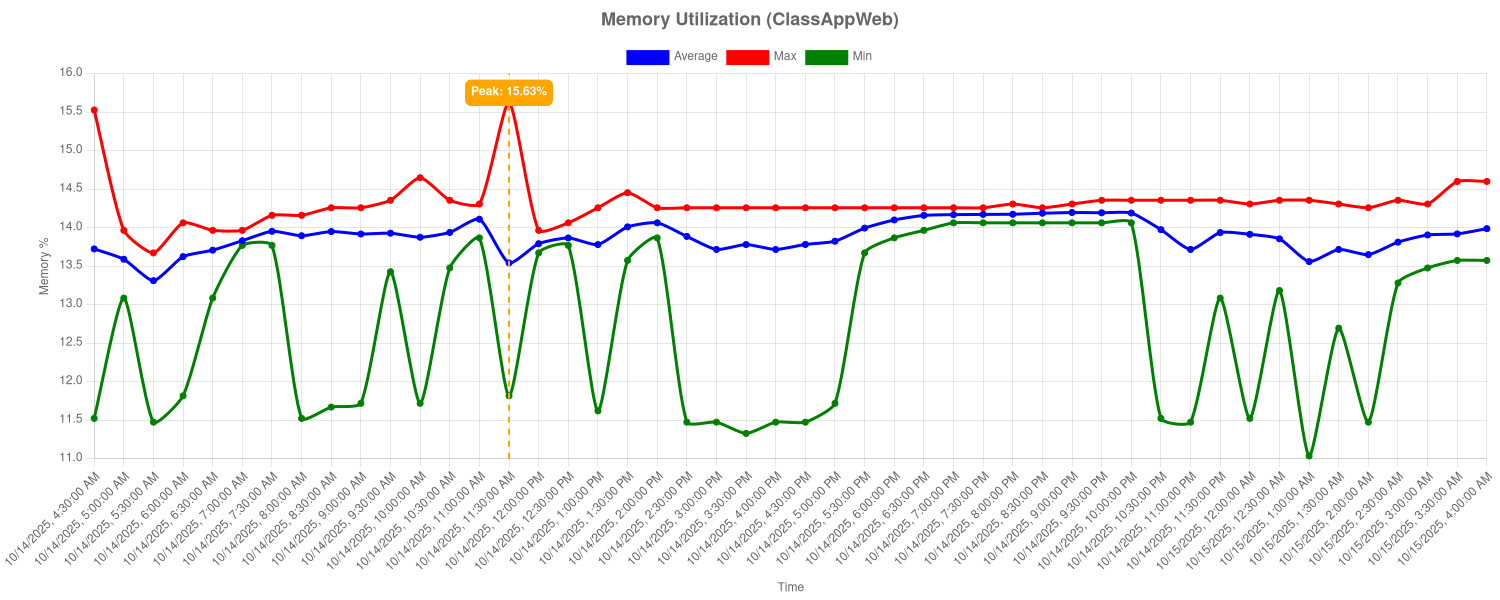 Memory Utilization (ClassAppWeb)
Average Max Min
Peak: 15.63%
16.0
15.5
15.0
14.5
14.0
13.5
13.0
12.5
12.0
11.5
11.0
Memory %
10/14/2025, 4:30:00 AM
10/14/2025, 5:00:00 AM
10/14/2025, 5:30:00 AM
10/14/2025, 6:00:00 AM
10/14/2025, 6:30:00 AM
10/14/2025, 7:00:00 AM
10/14/2025, 7:30:00 AM
10/14/2025, 8:00:00 AM
10/14/2025, 8:30:00 AM
10/14/2025, 9:00:00 AM
10/14/2025, 9:30:00 AM
10/14/2025, 10:00:00 AM
10/14/2025, 10:30:00 AM
10/14/2025, 11:00:00 AM
10/14/2025, 11:30:00 AM
10/14/2025, 12:00:00 PM
10/14/2025, 12:30:00 PM
10/14/2025, 1:00:00 PM
10/14/2025, 1:30:00 PM
10/14/2025, 2:00:00 PM
10/14/2025, 2:30:00 PM
10/14/2025, 3:00:00 PM
10/14/2025, 3:30:00 PM
10/14/2025, 4:00:00 PM
10/14/2025, 4:30:00 PM
10/14/2025, 5:00:00 PM
10/14/2025, 5:30:00 PM
10/14/2025, 6:00:00 PM
10/14/2025, 6:30:00 PM
10/14/2025, 7:00:00 PM
10/14/2025, 7:30:00 PM
10/14/2025, 8:00:00 PM
10/14/2025, 8:30:00 PM
10/14/2025, 9:00:00 PM
10/14/2025, 9:30:00 PM
10/14/2025, 10:00:00 PM
10/14/2025, 10:30:00 PM
10/14/2025, 11:00:00 PM
10/14/2025, 11:30:00 PM
10/15/2025, 12:00:00 AM
10/15/2025, 12:30:00 AM
10/15/2025, 1:00:00 AM
10/15/2025, 1:30:00 AM
10/15/2025, 2:00:00 AM
10/15/2025, 2:30:00 AM
10/15/2025, 3:00:00 AM
10/15/2025, 3:30:00 AM
10/15/2025, 4:00:00 AM
Time